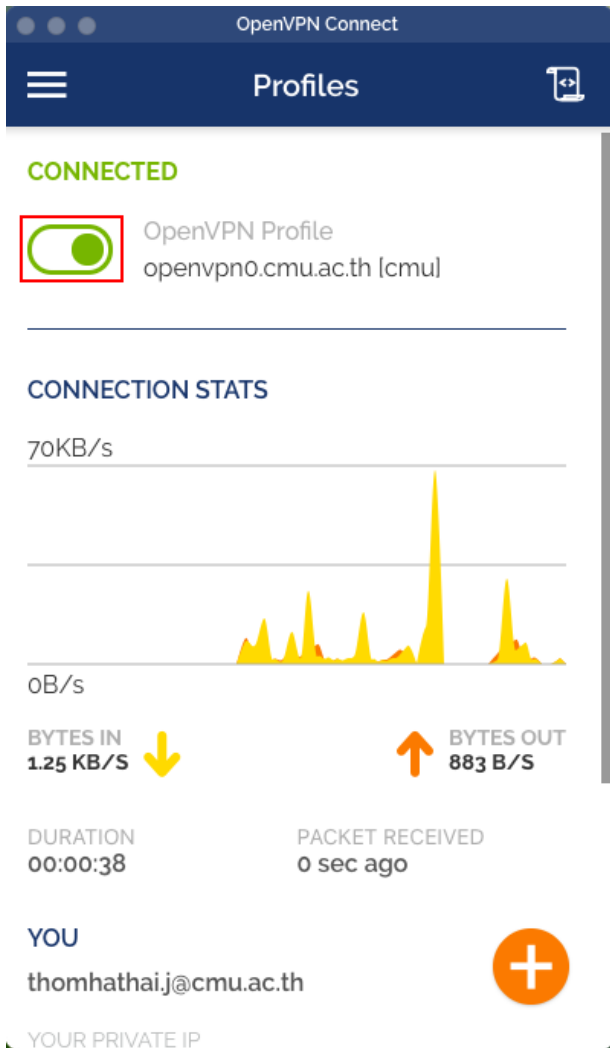 OpenVPN Connect
Profiles
CONNECTED
OpenVPN Profile
openvpn0.cmu.ac.th [cmu]
CONNECTION STATS
70KB/s
0B/s
BYTES IN
1.25 KB/S
BYTES OUT
883 B/S
DURATION
00:00:38
PACKET RECEIVED
0 sec ago
YOU
thomhathai.j@cmu.ac.th
YOUR PRIVATE IP